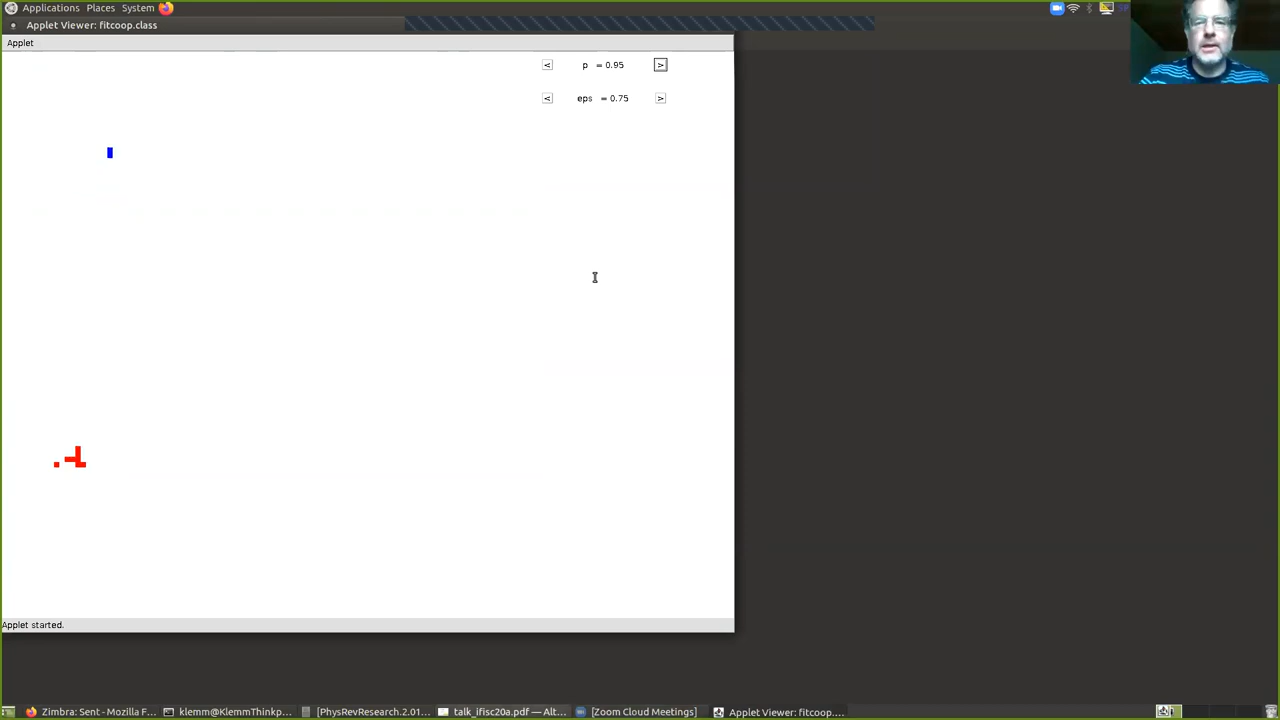 Applications Places System
Applet Viewer: fitcoop.class
Applet
< p = 0.95 >
< eps = 0.75 >
Applet started.
Zimbra: Sent - Mozilla F...
klemm@KlemmThinkp...
[PhysRevResearch.2.01...
talk_ifisc20a.pdf — Alt...
[Zoom Cloud Meetings]
Applet Viewer: fitcoop....